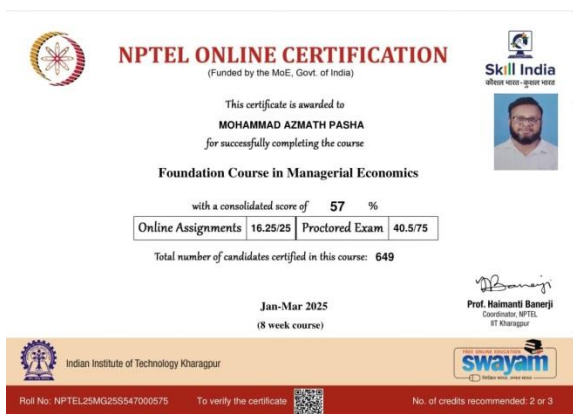 NPTEL ONLINE CERTIFICATION
(Funded by the MoE, Govt. of India)
Skill India
कौशल भारत - कुशल भारत
This certificate is awarded to
MOHAMMAD AZMATH PASHA
for successfully completing the course
Foundation Course in Managerial Economics
with a consolidated score of 57 %
Online Assignments 16.25/25 Proctored Exam 40.5/75
Total number of candidates certified in this course: 649
Jan-Mar 2025
(8 week course)
Prof. Haimanti Banerji
Coordinator, NPTEL
IIT Kharagpur
Indian Institute of Technology Kharagpur
FREE ONLINE EDUCATION
swayam
Roll No: NPTEL25MG25S547000575
To verify the certificate
No. of credits recommended: 2 or 3